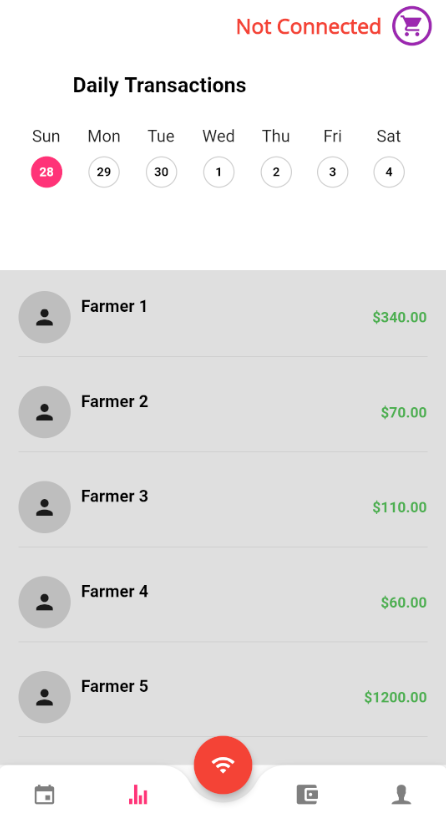 Not Connected
Daily Transactions
Sun Mon Tue Wed Thu Fri Sat
28 29 30 1 2 3 4
Farmer 1
$340.00
Farmer 2
$70.00
Farmer 3
$110.00
Farmer 4
$60.00
Farmer 5
$1200.00